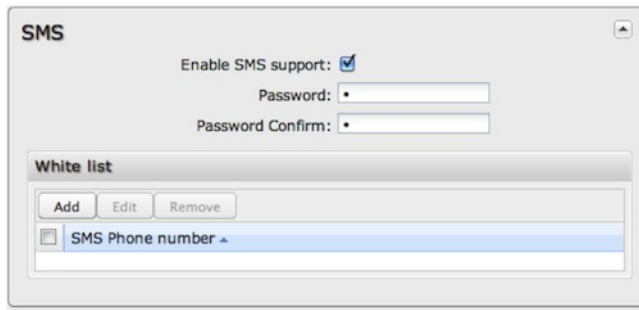 SMS
Enable SMS support:
Password: •
Password Confirm: •
White list
Add Edit Remove
SMS Phone number